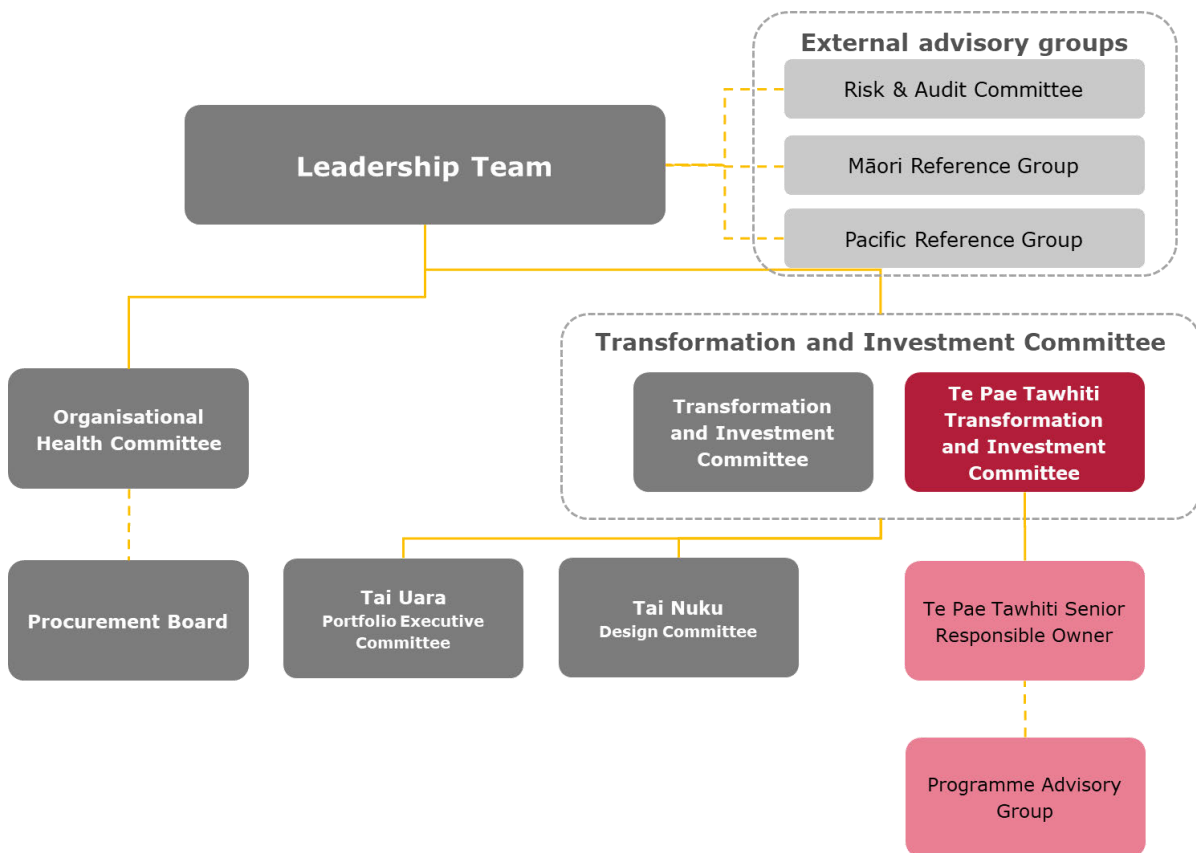 External advisory groups
Risk & Audit Committee
Māori Reference Group
Pacific Reference Group
Leadership Team
Transformation and Investment Committee
Organisational
Health Committee
Transformation
and Investment
Committee
Te Pae Tawhiti
Transformation
and Investment
Committee
Procurement Board
Tai Uara
Portfolio Executive
Committee
Tai Nuku
Design Committee
Te Pae Tawhiti Senior
Responsible Owner
Programme Advisory
Group